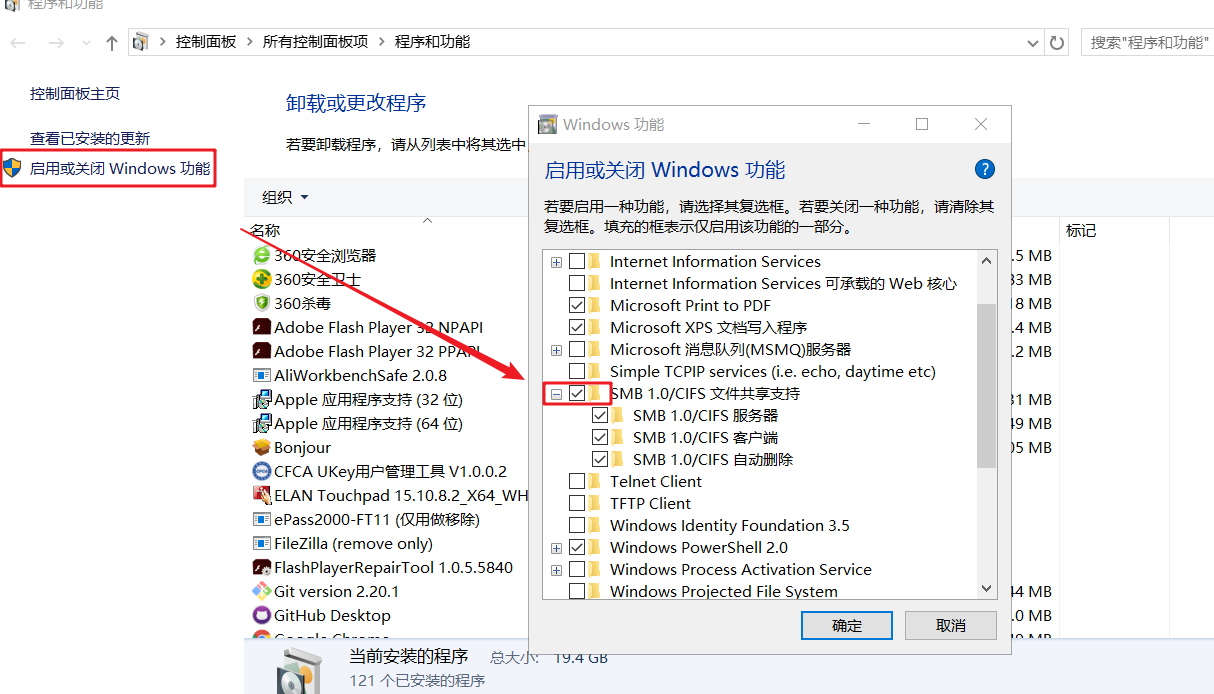 程序和功能
控制面板 > 所有控制面板项 > 程序和功能
搜索"程序和功能"
控制面板主页
查看已安装的更新
启用或关闭 Windows 功能
卸载或更改程序
若要卸载程序，请从列表中将其选中
组织
名称
标记
360安全浏览器
.5 MB
360安全卫士
33 MB
360杀毒
18 MB
Adobe Flash Player 32 NPAPI
.4 MB
Adobe Flash Player 32 PPAPI
.2 MB
AliWorkbenchSafe 2.0.8
Apple 应用程序支持 (32 位)
31 MB
Apple 应用程序支持 (64 位)
49 MB
Bonjour
05 MB
CFCA UKey用户管理工具 V1.0.0.2
ELAN Touchpad 15.10.8.2_X64_WH
ePass2000-FT11 (仅用做移除)
FileZilla (remove only)
FlashPlayerRepairTool 1.0.5.5840
Git version 2.20.1
44 MB
GitHub Desktop
.0 MB
Google Chrome
当前安装的程序 总大小: 19.4 GB
121 个已安装的程序
Windows 功能
启用或关闭 Windows 功能
若要启用一种功能，请选择其复选框。若要关闭一种功能，请清除其
复选框。填充的框表示仅启用该功能的一部分。
Internet Information Services
Internet Information Services 可承载的 Web 核心
Microsoft Print to PDF
Microsoft XPS 文档写入程序
Microsoft 消息队列(MSMQ)服务器
Simple TCPIP services (i.e. echo, daytime etc)
SMB 1.0/CIFS 文件共享支持
SMB 1.0/CIFS 服务器
SMB 1.0/CIFS 客户端
SMB 1.0/CIFS 自动删除
Telnet Client
TFTP Client
Windows Identity Foundation 3.5
Windows PowerShell 2.0
Windows Process Activation Service
Windows Projected File System
确定
取消